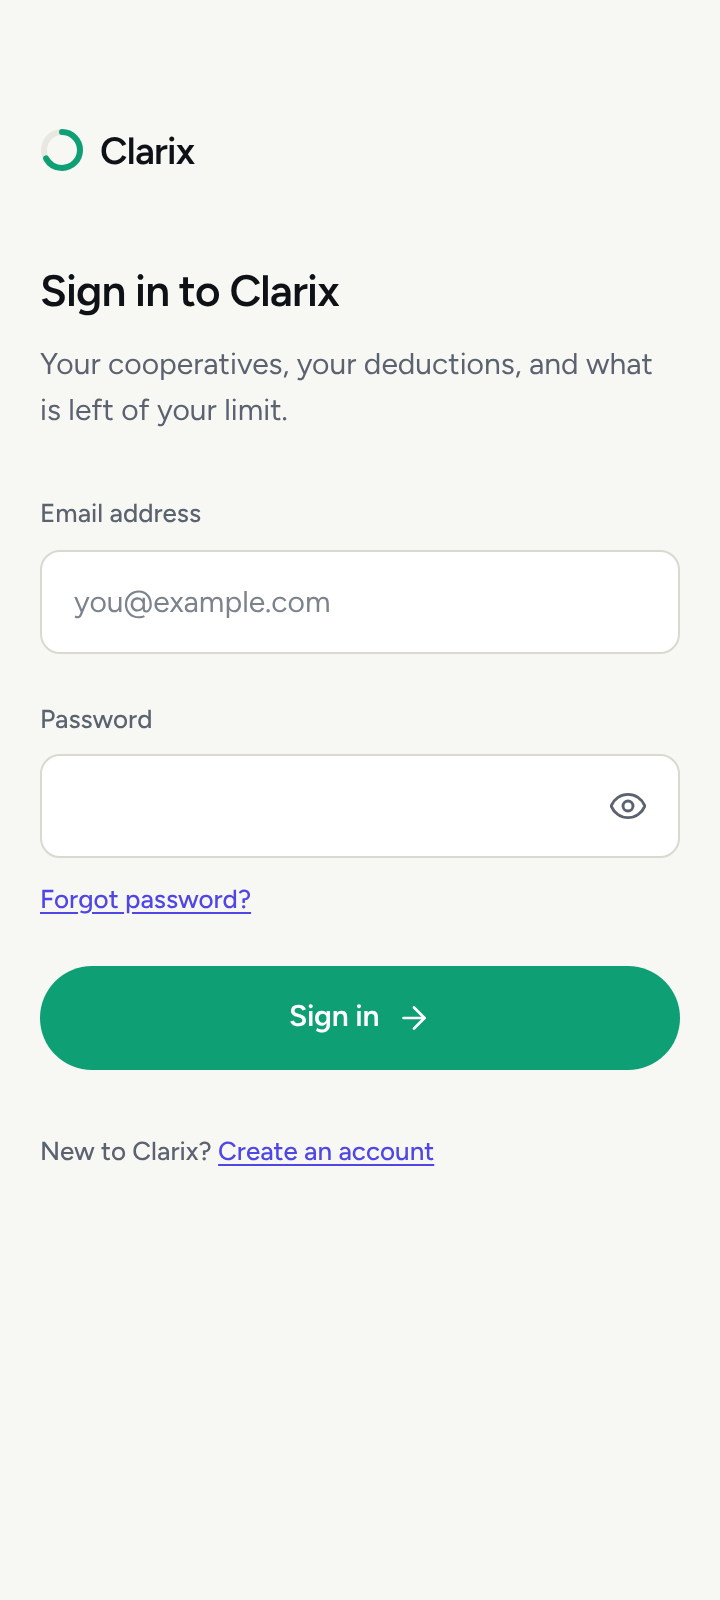 Clarix
Sign in to Clarix
Your cooperatives, your deductions, and what
is left of your limit.
Email address
you@example.com
Password
Forgot password?
Sign in
New to Clarix? Create an account